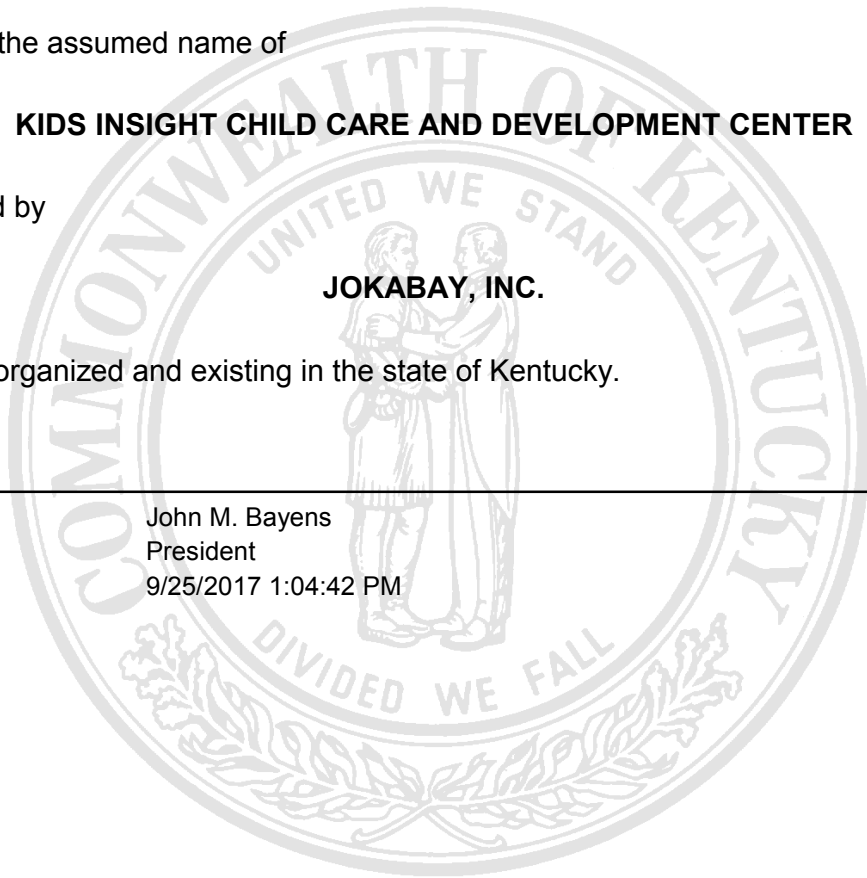 the assumed name of
KIDS INSIGHT CHILD CARE AND DEVELOPMENT CENTER
d by
JOKABAY, INC.
organized and existing in the state of Kentucky.
John M. Bayens
President
9/25/2017 1:04:42 PM
COMMONWEALTH OF KENTUCKY
UNITED WE STAND
DIVIDED WE FALL